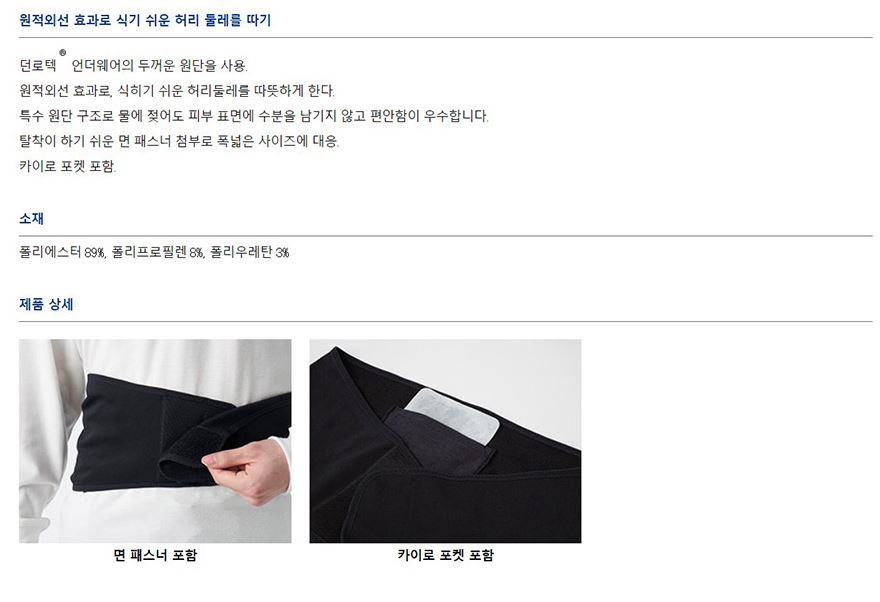 원적외선 효과로 식기 쉬운 허리 둘레를 따기
던로텍® 언더웨어의 두꺼운 원단을 사용.
원적외선 효과로, 식히기 쉬운 허리둘레를 따뜻하게 한다.
특수 원단 구조로 물에 젖어도 피부 표면에 수분을 남기지 않고 편안함이 우수합니다.
탈착이 하기 쉬운 면 패스너 첨부로 폭넓은 사이즈에 대응.
카이로 포켓 포함.
소재
폴리에스터 89%, 폴리프로필렌 8%, 폴리우레탄 3%
제품 상세
면 패스너 포함
카이로 포켓 포함